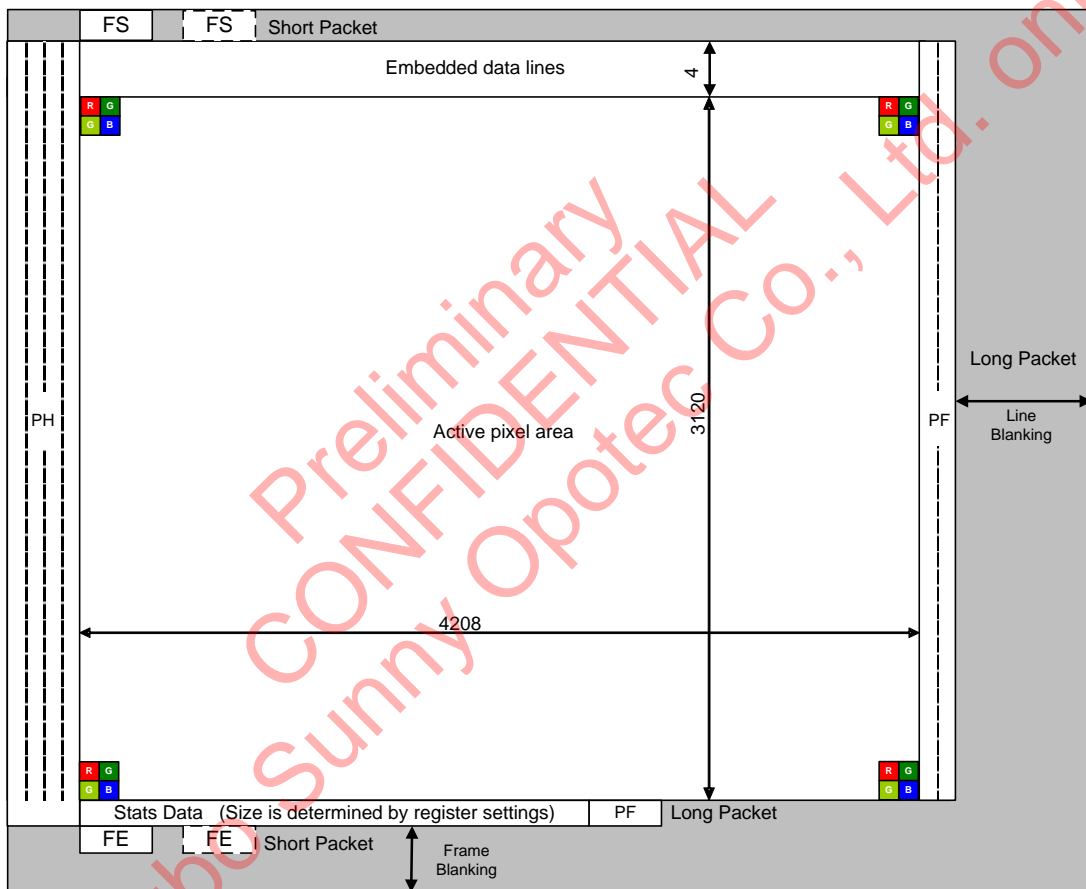 FS
FS
Short Packet
Embedded data lines
4
R G
G B
R G
G B
Preliminary
CONFIDENTIAL
Sunny Opotec Co., Ltd.
PH
PF
Long Packet
Line
Blanking
3120
Active pixel area
4208
R G
G B
R G
G B
Stats Data (Size is determined by register settings)
PF
Long Packet
FE
FE
Short Packet
Frame
Blanking